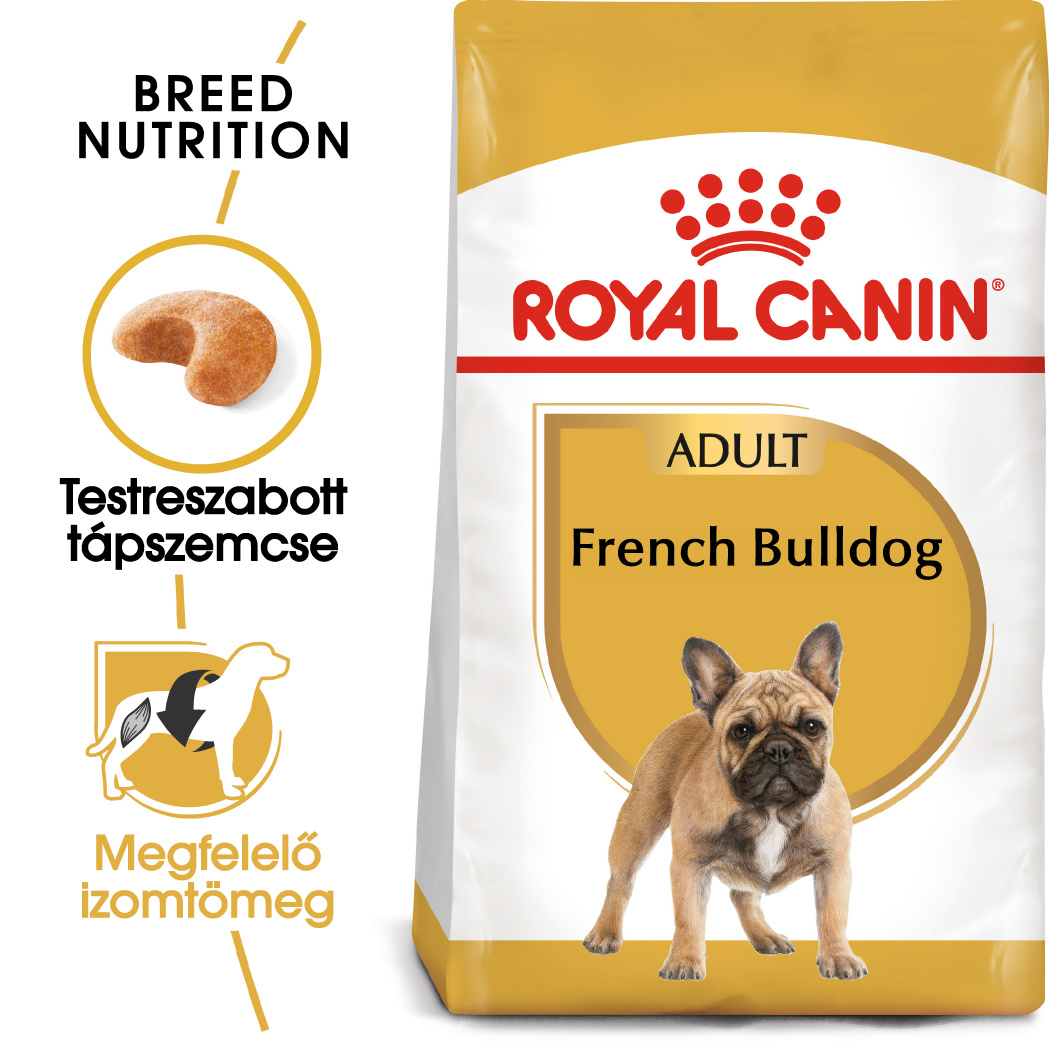 BREED
NUTRITION
Testreszabott
tápszemcse
Megfelelő
izomtömeg
ROYAL CANIN®
ADULT
French Bulldog